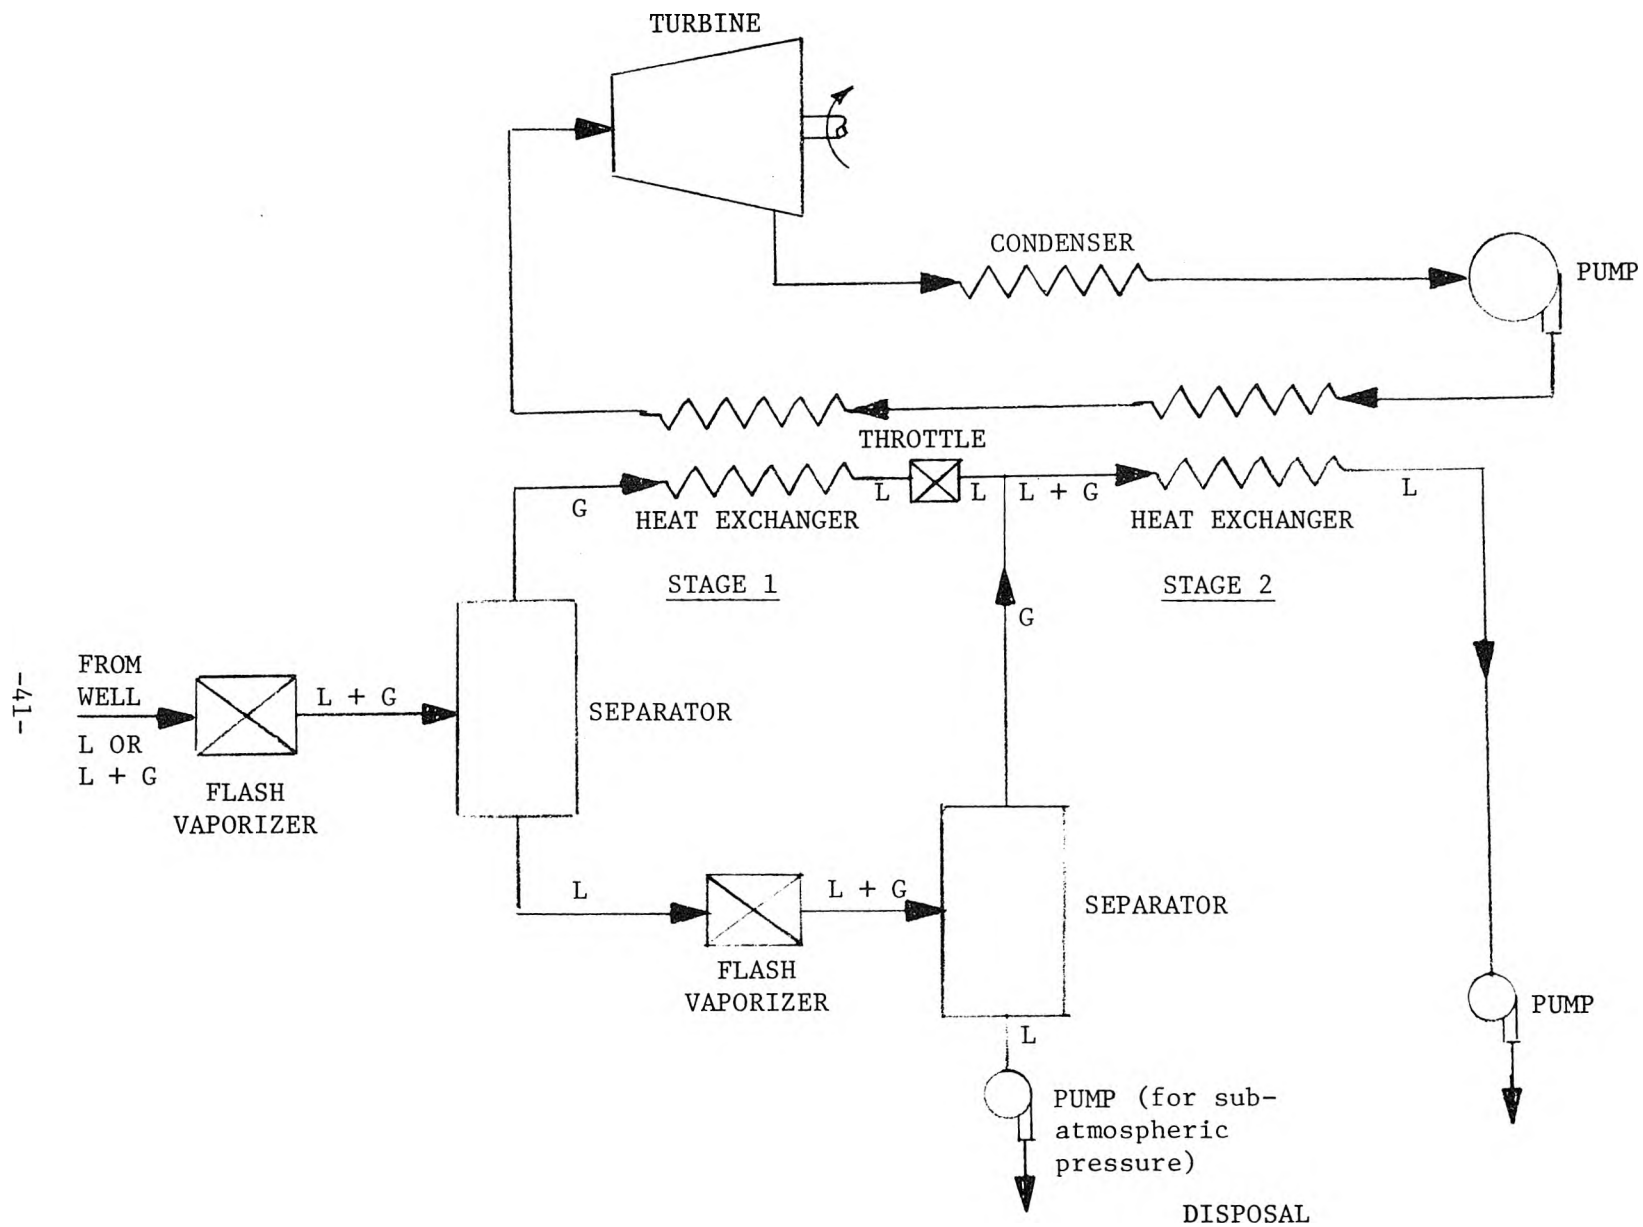 TURBINE
CONDENSER
PUMP
THROTTLE
G
L
L
L + G
L
HEAT EXCHANGER
HEAT EXCHANGER
STAGE 1
STAGE 2
G
FROM
WELL
L OR
L + G
L + G
SEPARATOR
FLASH
VAPORIZER
L
L + G
SEPARATOR
FLASH
VAPORIZER
L
PUMP
PUMP (for sub-
atmospheric
pressure)
DISPOSAL
-41-